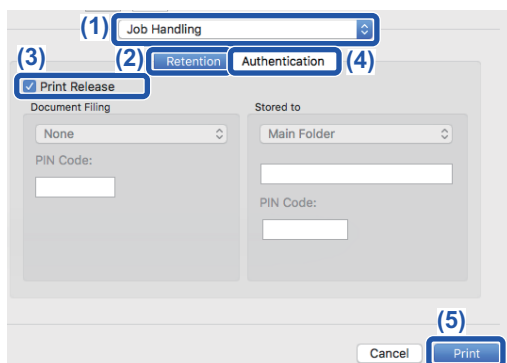 (1) Job Handling
(3) (2) Retention Authentication (4)
Print Release
Document Filing Stored to
None Main Folder
PIN Code:
PIN Code:
(5)
Cancel Print